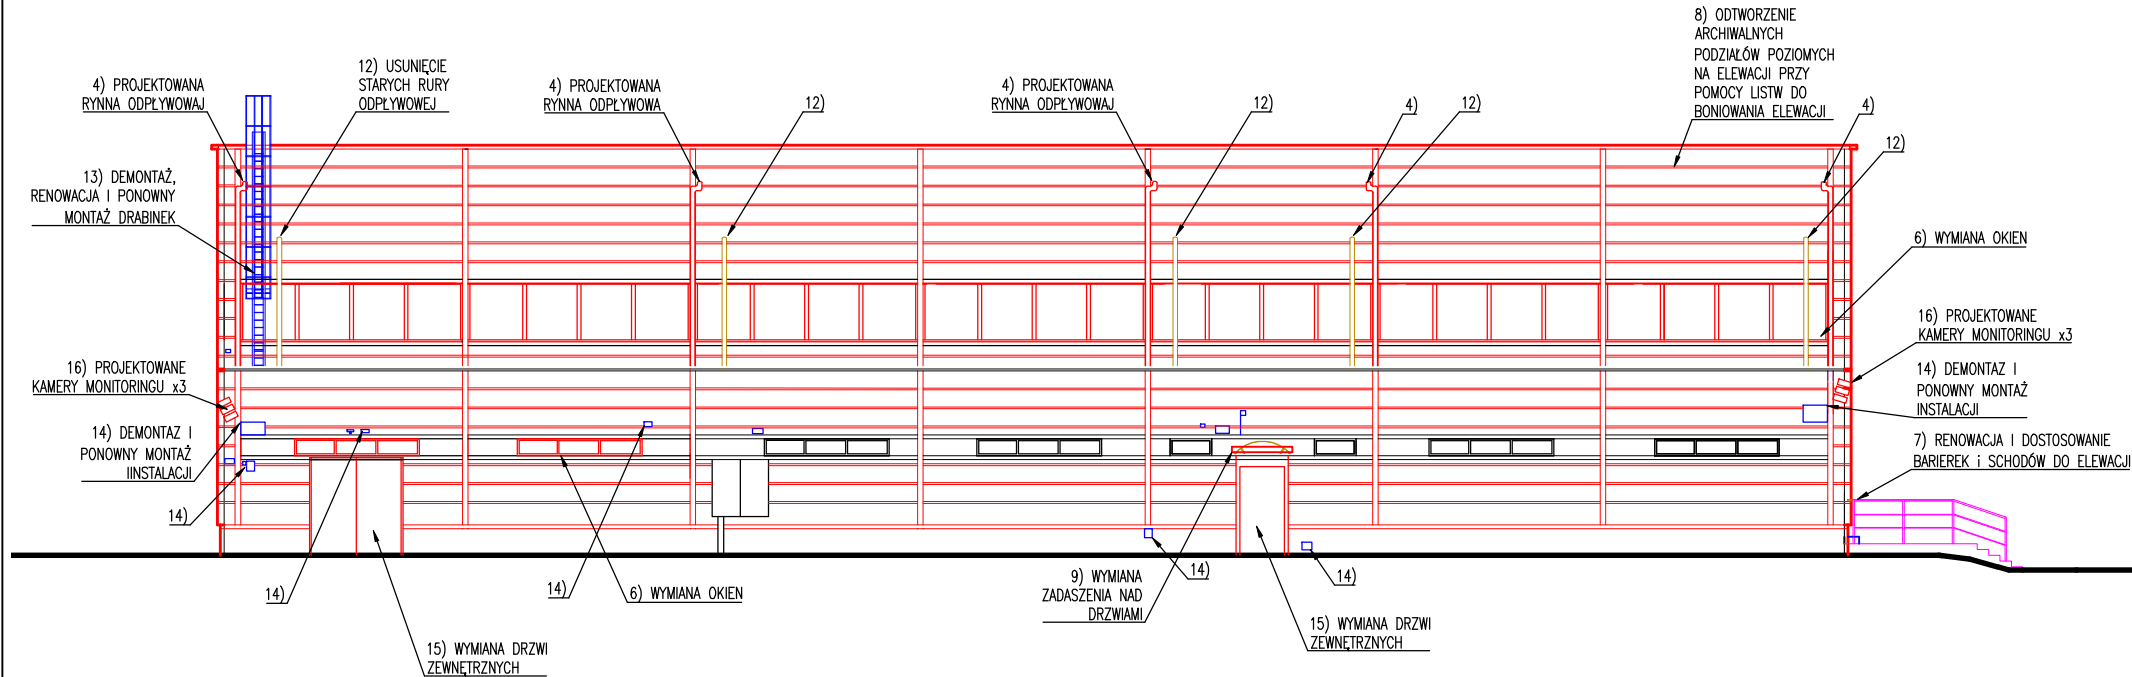 8) ODTWORZENIE
ARCHIWALNYCH
PODZIAŁÓW POZIOMYCH
NA ELEWACJI PRZY
POMOCY LISTW DO
BONIOWANIA ELEWACJI
4) PROJEKTOWANA
RYNNA ODPŁYWOWAJ
12) USUNIĘCIE
STARYCH RURY
ODPŁYWOWEJ
4) PROJEKTOWANA
RYNNA ODPŁYWOWA
12)
4) PROJEKTOWANA
RYNNA ODPŁYWOWAJ
12)
4)
12)
4)
12)
13) DEMONTAŻ,
RENOWACJA I PONOWNY
MONTAŻ DRABINEK
6) WYMIANA OKIEN
16) PROJEKTOWANE
KAMERY MONITORINGU x3
16) PROJEKTOWANE
KAMERY MONITORINGU x3
14) DEMONTAZ I
PONOWNY MONTAŻ
INSTALACJI
14) DEMONTAZ I
PONOWNY MONTAŻ
IINSTALACJI
7) RENOWACJA I DOSTOSOWANIE
BARIEREK i SCHODÓW DO ELEWACJI
14)
14)
14)
6) WYMIANA OKIEN
9) WYMIANA
ZADASZENIA NAD
DRZWIAMI
14)
14)
15) WYMIANA DRZWI
ZEWNĘTRZNYCH
15) WYMIANA DRZWI
ZEWNĘTRZNYCH